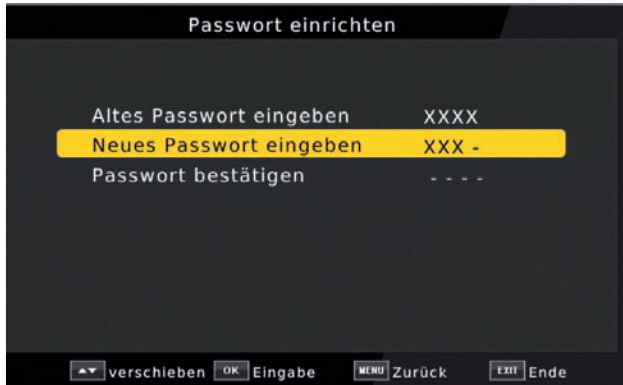 Passwort einrichten
Altes Passwort eingeben XXXX
Neues Passwort eingeben XXX -
Passwort bestätigen - - - -
▲▼ verschieben OK Eingabe MENU Zurück EXIT Ende